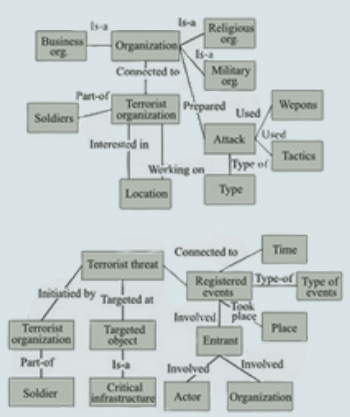 Is-a
Is-a
Religious
org.
Business
org.
Organization
Is-a
Military
org.
Connected to
Part-of
Terrorist
organization
Prepared
Soldiers
Used
Wepons
Attack
Used
Interested in
Tactics
Working on
Type of
Location
Type
Connected to
Time
Terrorist threat
Registered
events
Type-of
Type of
events
Initiatied by
Targeted at
Involved
Took
place
Place
Terrorist
organization
Targeted
object
Entrant
Part-of
Is-a
Involved
Involved
Soldier
Critical
infrastructure
Actor
Organization